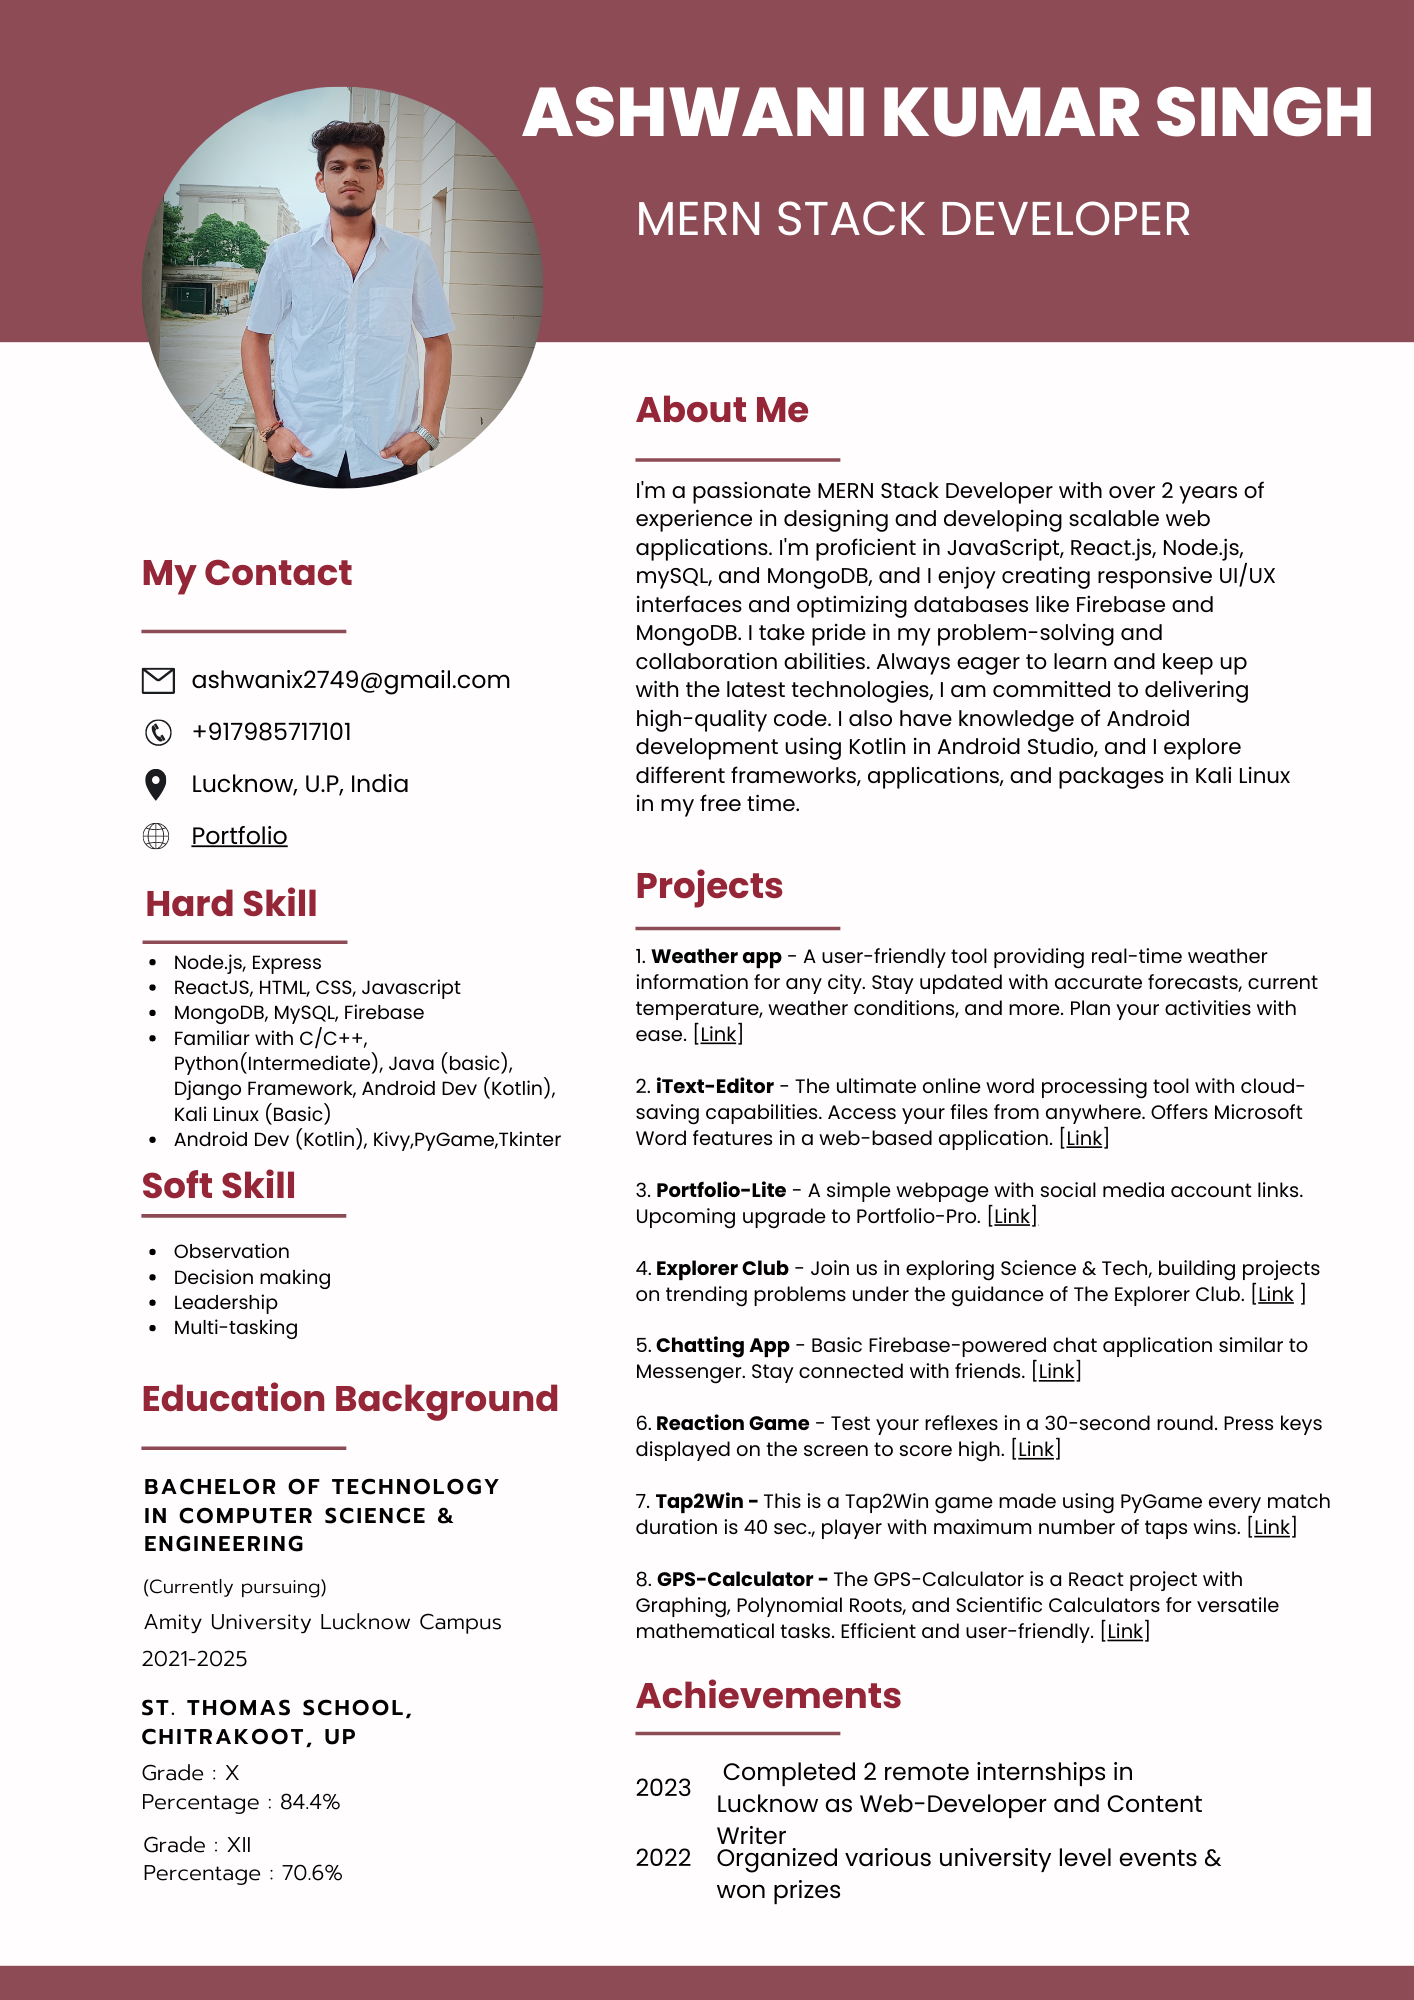 ASHWANI KUMAR SINGH
MERN STACK DEVELOPER
My Contact
ashwanix2749@gmail.com
+917985717101
Lucknow, U.P, India
Portfolio
Hard Skill
• Node.js, Express
• ReactJS, HTML, CSS, Javascript
• MongoDB, MySQL, Firebase
• Familiar with C/C++,
Python(Intermediate), Java (basic),
Django Framework, Android Dev (Kotlin),
Kali Linux (Basic)
• Android Dev (Kotlin), Kivy,PyGame,Tkinter
Soft Skill
• Observation
• Decision making
• Leadership
• Multi-tasking
Education Background
BACHELOR OF TECHNOLOGY
IN COMPUTER SCIENCE &
ENGINEERING
(Currently pursuing)
Amity University Lucknow Campus
2021-2025
ST. THOMAS SCHOOL,
CHITRAKOOT, UP
Grade : X
Percentage : 84.4%
Grade : XII
Percentage : 70.6%
About Me
I'm a passionate MERN Stack Developer with over 2 years of
experience in designing and developing scalable web
applications. I'm proficient in JavaScript, React.js, Node.js,
mySQL, and MongoDB, and I enjoy creating responsive UI/UX
interfaces and optimizing databases like Firebase and
MongoDB. I take pride in my problem-solving and
collaboration abilities. Always eager to learn and keep up
with the latest technologies, I am committed to delivering
high-quality code. I also have knowledge of Android
development using Kotlin in Android Studio, and I explore
different frameworks, applications, and packages in Kali Linux
in my free time.
Projects
1. Weather app - A user-friendly tool providing real-time weather
information for any city. Stay updated with accurate forecasts, current
temperature, weather conditions, and more. Plan your activities with
ease. [Link]
2. iText-Editor - The ultimate online word processing tool with cloud-
saving capabilities. Access your files from anywhere. Offers Microsoft
Word features in a web-based application. [Link]
3. Portfolio-Lite - A simple webpage with social media account links.
Upcoming upgrade to Portfolio-Pro. [Link]
4. Explorer Club - Join us in exploring Science & Tech, building projects
on trending problems under the guidance of The Explorer Club. [Link ]
5. Chatting App - Basic Firebase-powered chat application similar to
Messenger. Stay connected with friends. [Link]
6. Reaction Game - Test your reflexes in a 30-second round. Press keys
displayed on the screen to score high. [Link]
7. Tap2Win - This is a Tap2Win game made using PyGame every match
duration is 40 sec., player with maximum number of taps wins. [Link]
8. GPS-Calculator - The GPS-Calculator is a React project with
Graphing, Polynomial Roots, and Scientific Calculators for versatile
mathematical tasks. Efficient and user-friendly. [Link]
Achievements
2023 Completed 2 remote internships in
Lucknow as Web-Developer and Content
Writer
2022 Organized various university level events &
won prizes